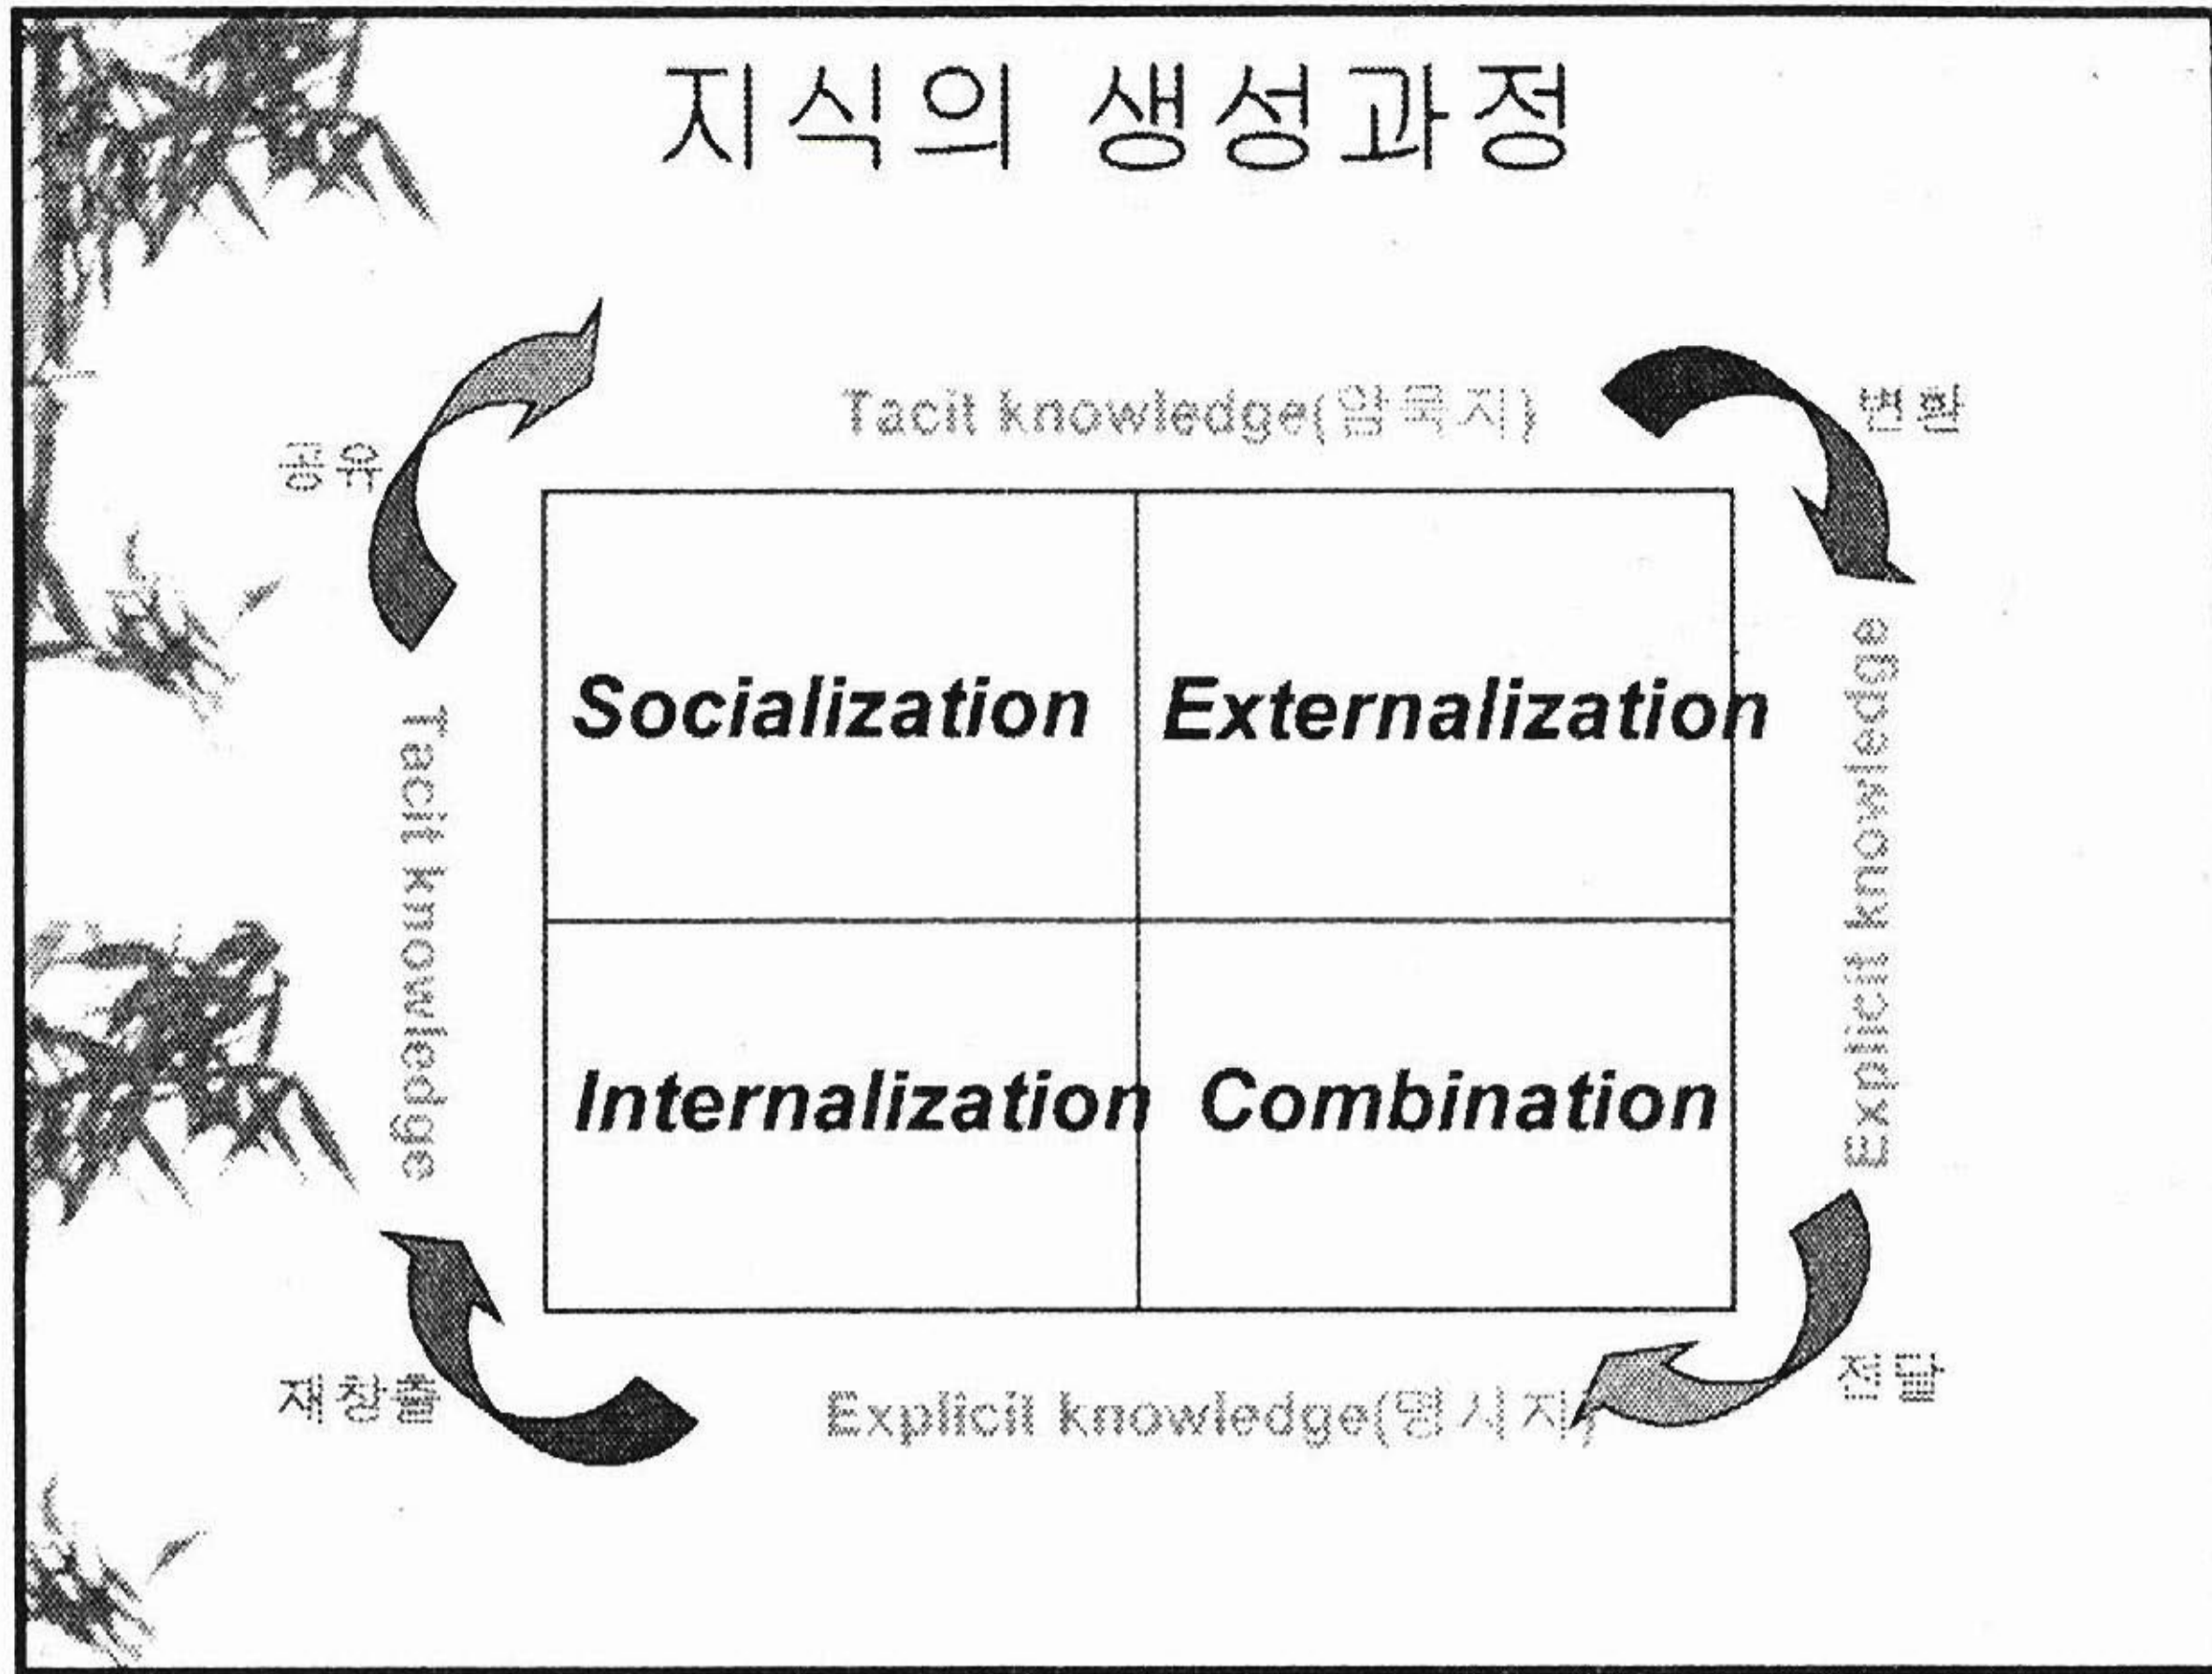 지식의 생성과정
Tacit knowledge(암묵지)
변환
공유
Socialization
Externalization
Tacit knowledge
Explicit knowledge
Internalization
Combination
재창출
Explicit knowledge(명시지)
전달